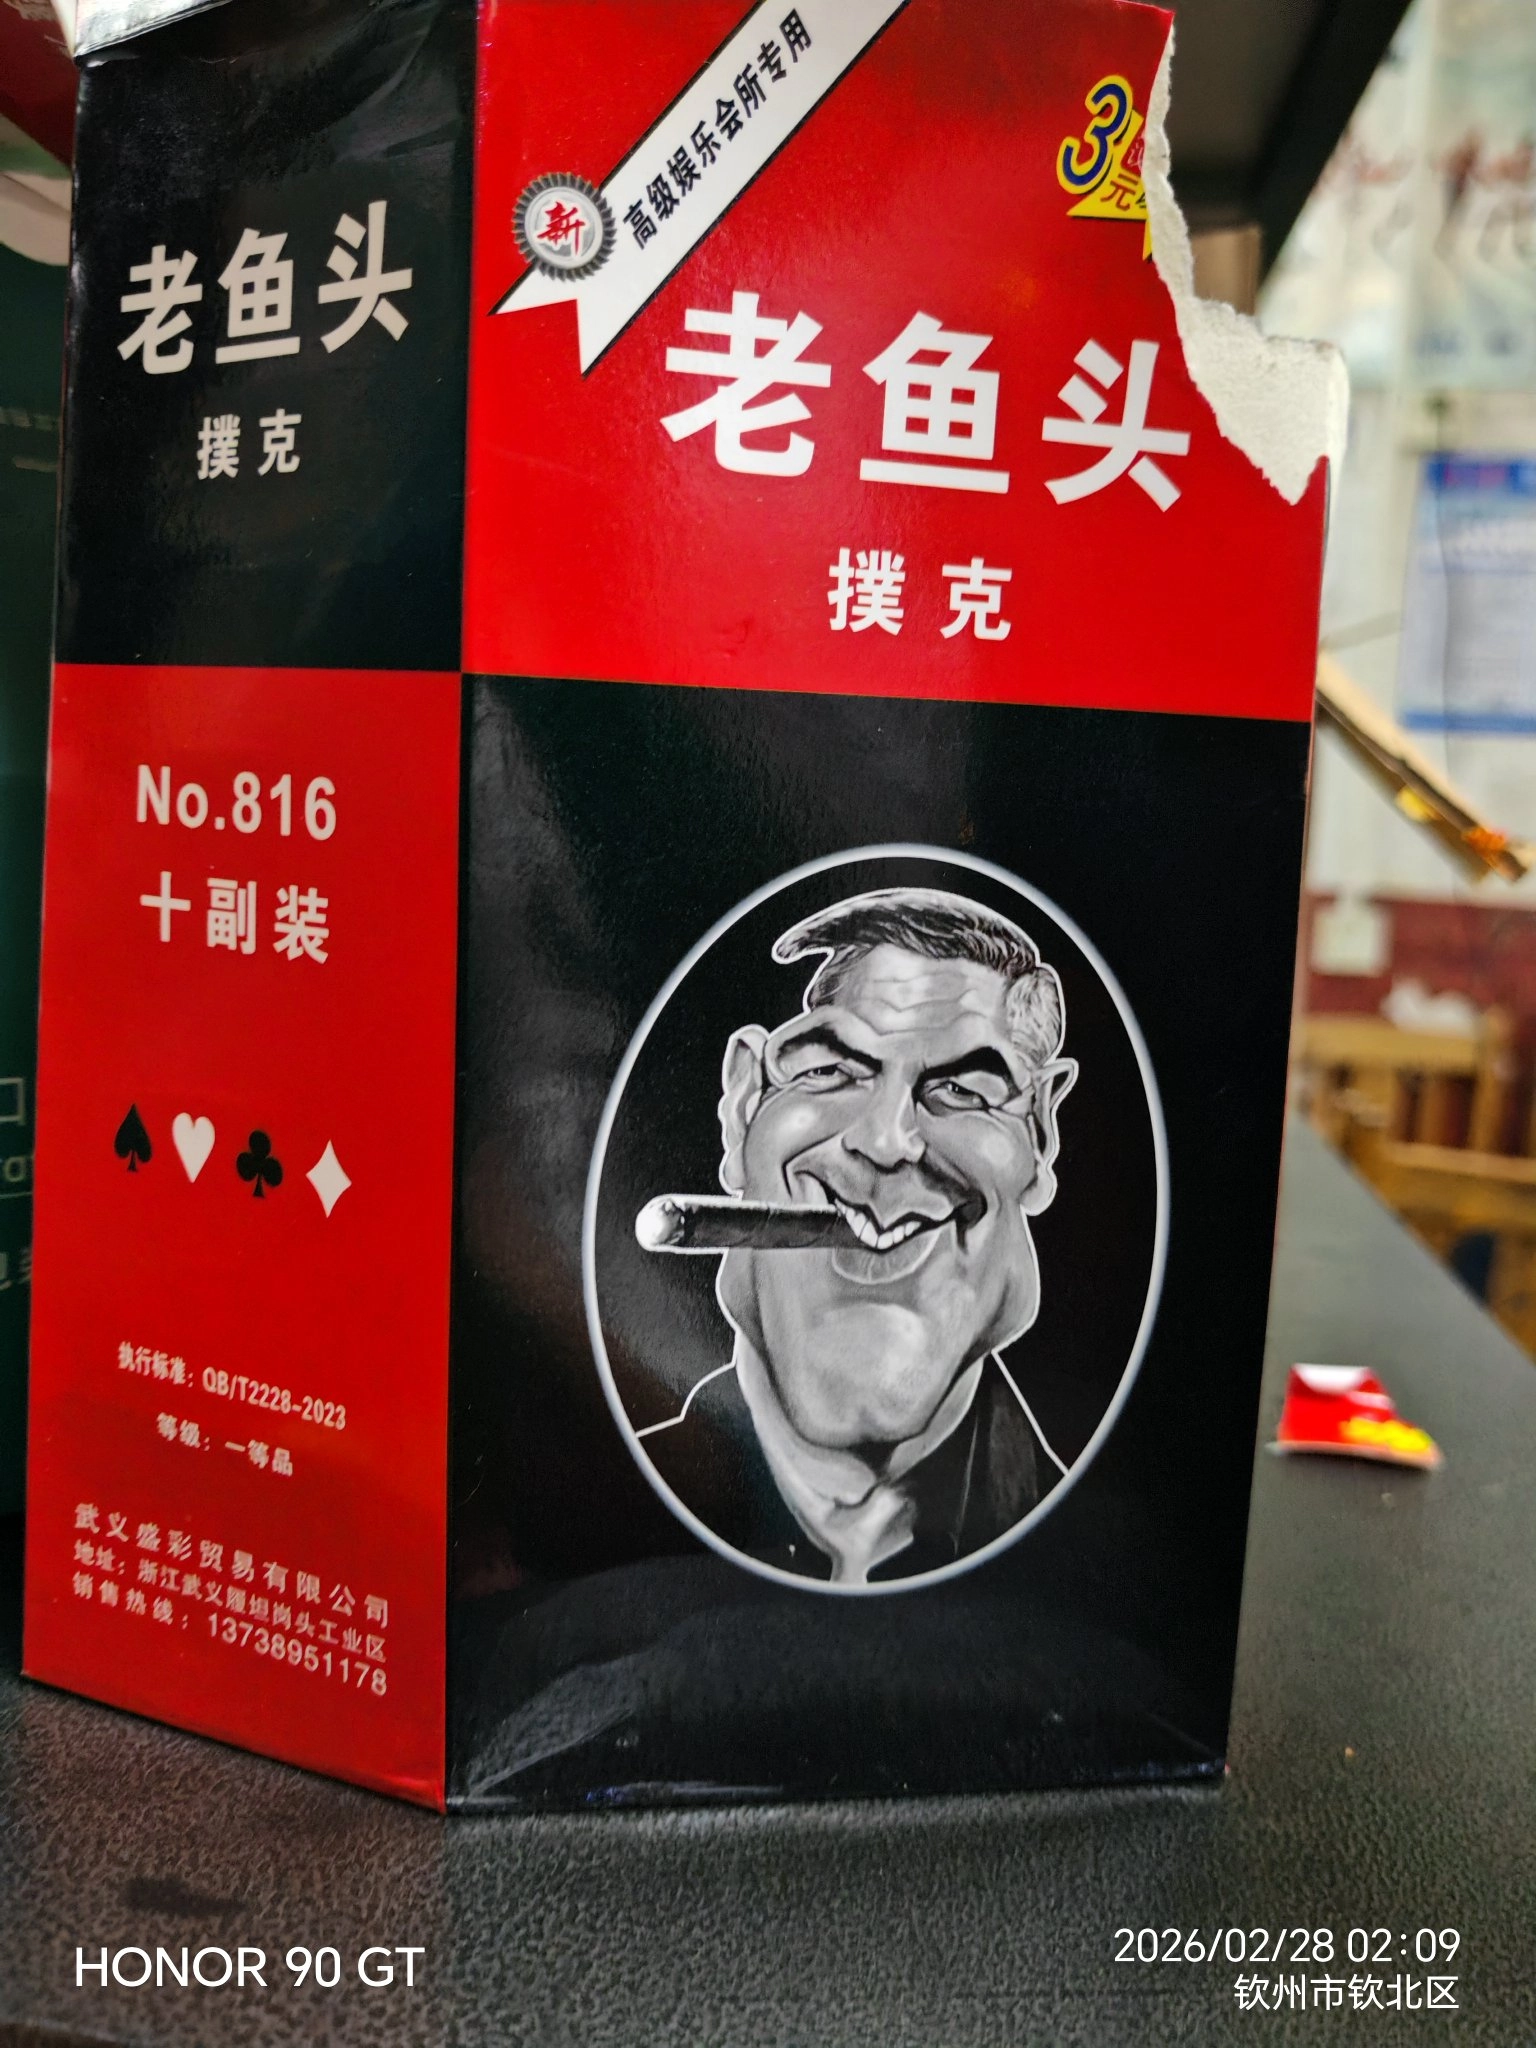 老鱼头
撲克
No.816
十副装
执行标准：QB/T2228-2023
等级：一等品
武义盛彩贸易有限公司
地址：浙江武义履坦岗头工业区
销售热线：13738951178
新
高级娱乐会所专用
3
元
老鱼头
撲克
HONOR 90 GT
2026/02/28 02:09
钦州市钦北区